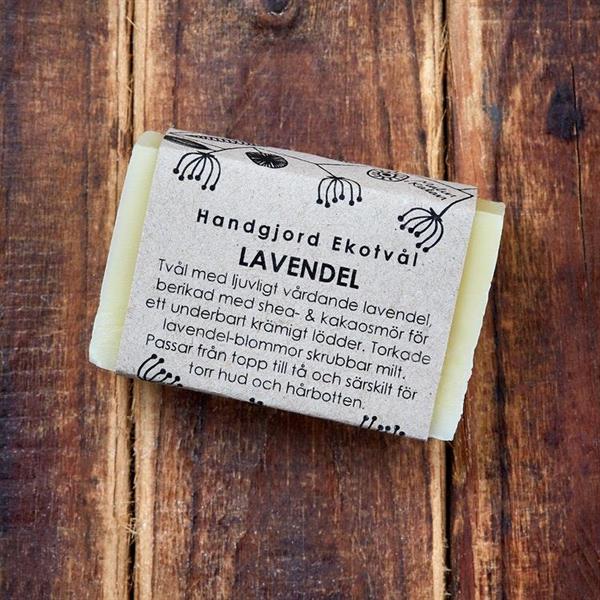 Handgjord Ekotvål
LAVENDEL
Tvål med ljuvligt vårdande lavendel,
berikad med shea- & kakaosmör för
ett underbart krämigt lödder. Torkade
lavendel-blommor skrubbar milt.
Passar från topp till tå och särskilt för
torr hud och hårbotten.